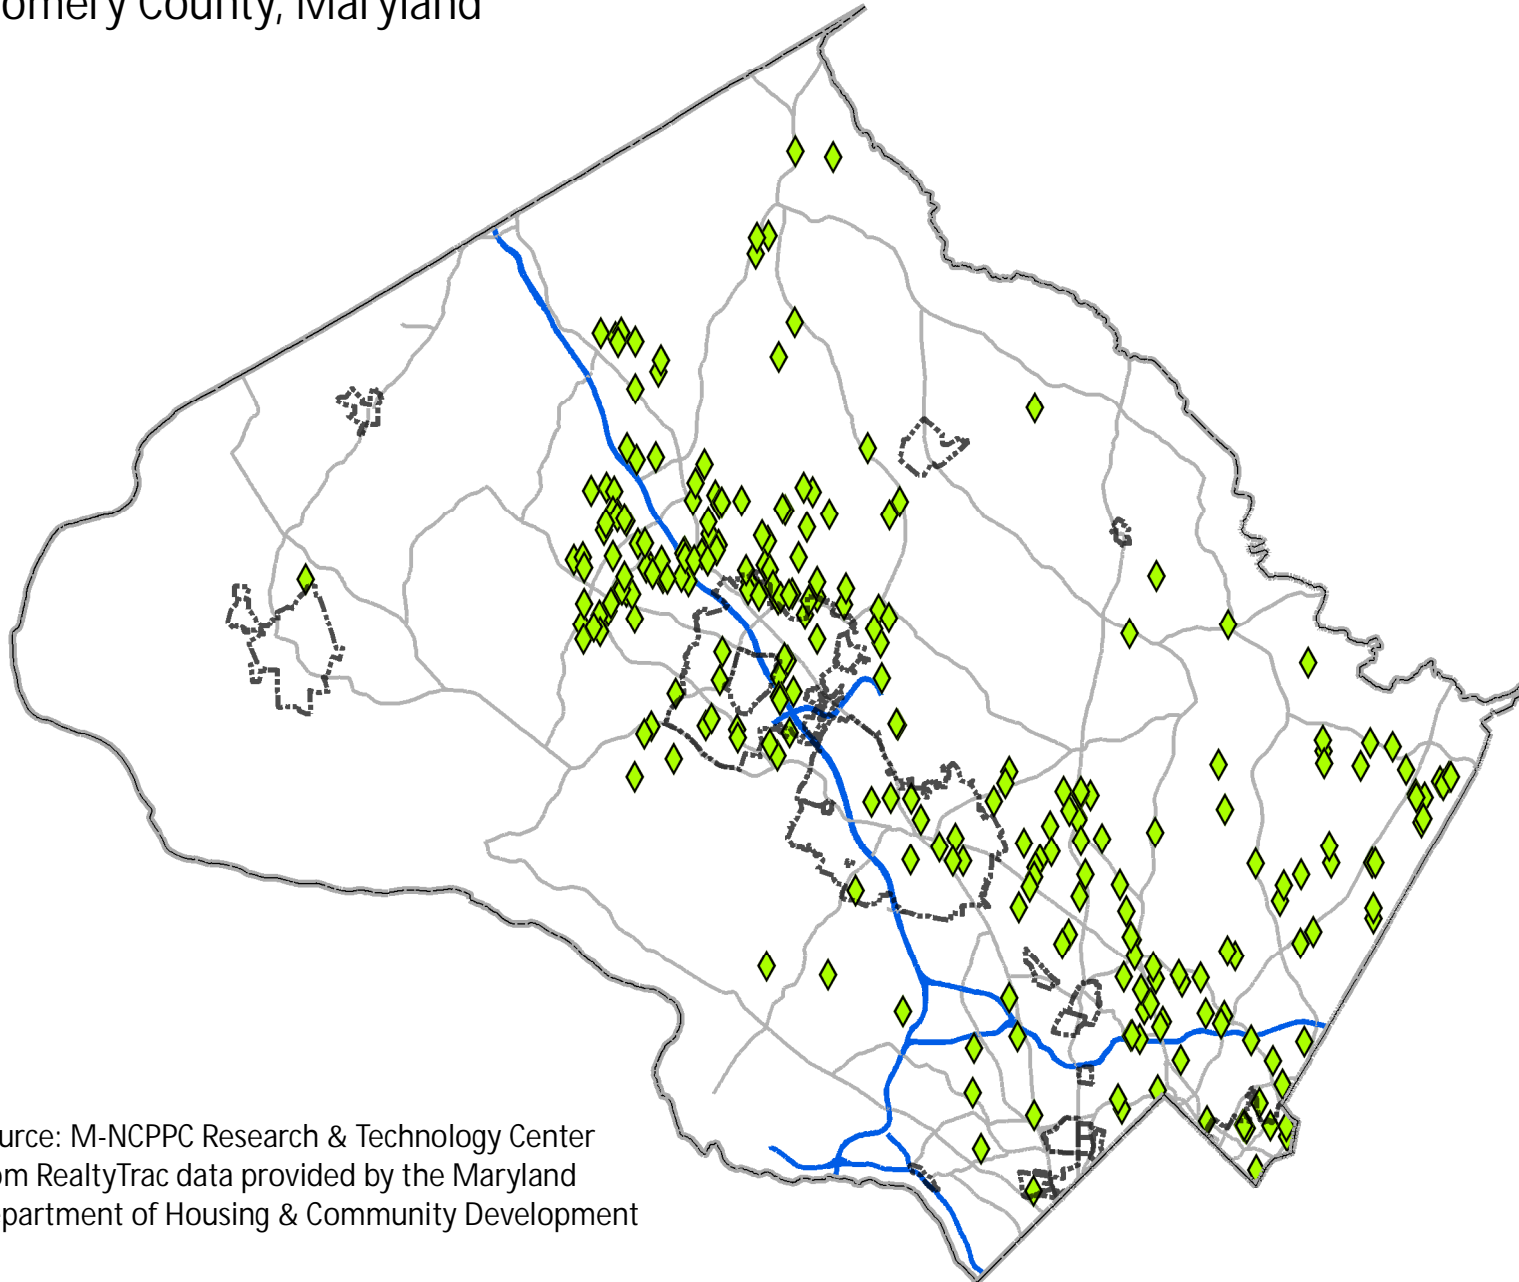 omery County, Maryland
urce: M-NCPPC Research & Technology Center
om RealtyTrac data provided by the Maryland
partment of Housing & Community Development